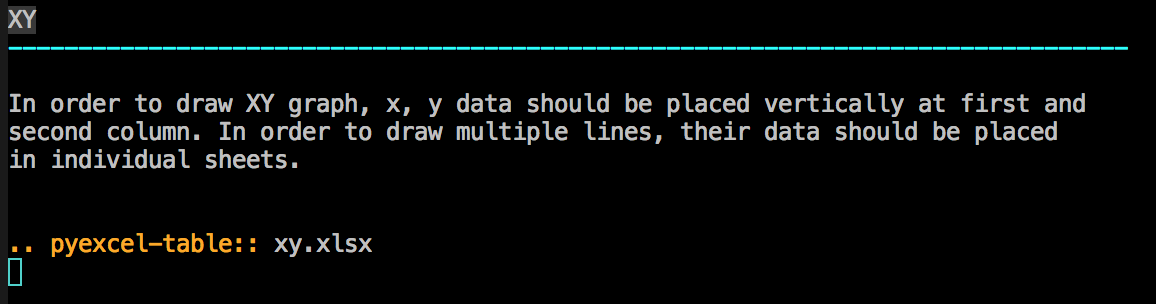 XY
--------------------------------------------------------------------------------
In order to draw XY graph, x, y data should be placed vertically at first and
second column. In order to draw multiple lines, their data should be placed
in individual sheets.
.. pyexcel-table:: xy.xlsx